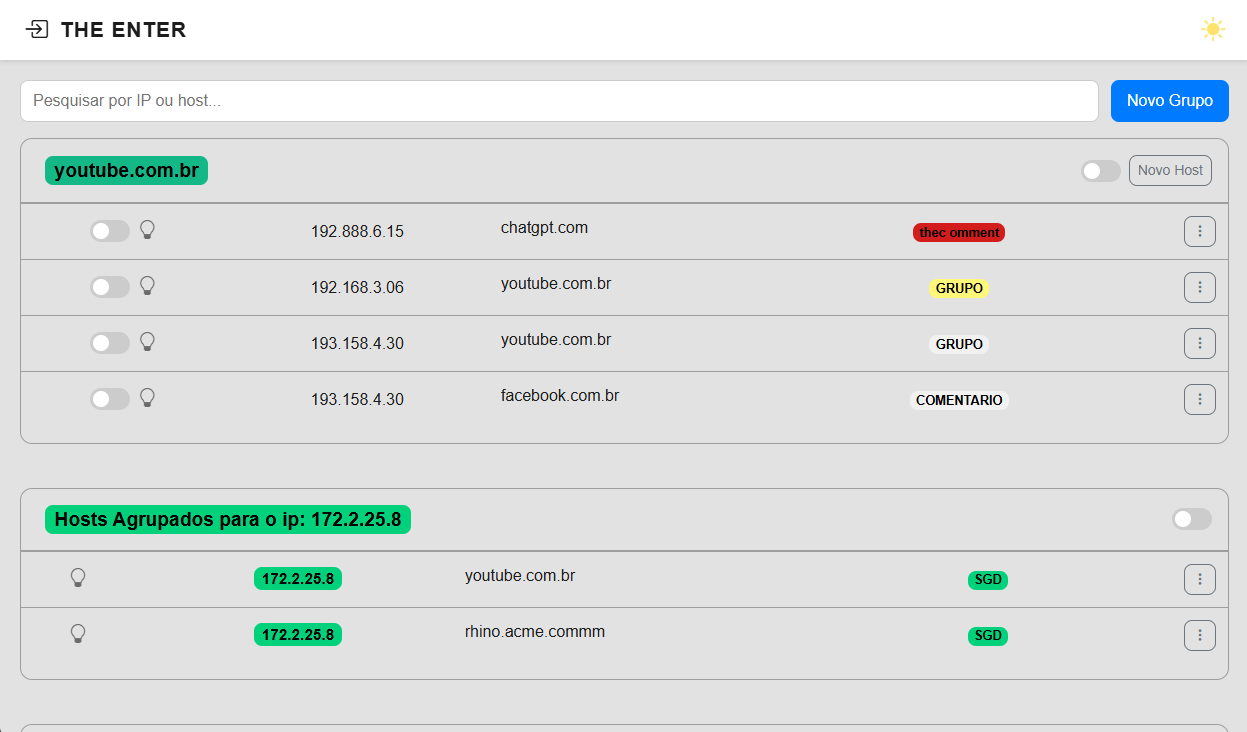 THE ENTER
Pesquisar por IP ou host...
Novo Grupo
youtube.com.br
Novo Host
192.888.6.15 chatgpt.com thec omment
192.168.3.06 youtube.com.br GRUPO
193.158.4.30 youtube.com.br GRUPO
193.158.4.30 facebook.com.br COMENTARIO
Hosts Agrupados para o ip: 172.2.25.8
172.2.25.8 youtube.com.br SGD
172.2.25.8 rhino.acme.commm SGD